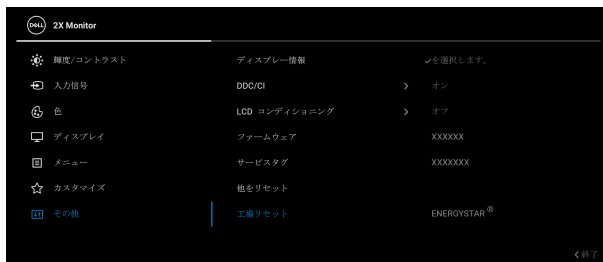 DELL 2X Monitor
輝度/コントラスト ディスプレー情報 ✓を選択します。
入力信号 DDC/CI > オン
色 LCD コンディショニング > オフ
ディスプレイ ファームウェア XXXXXX
メニュー サービスタグ XXXXXXX
カスタマイズ 他をリセット
その他 工場リセット ENERGYSTAR ®
<終了